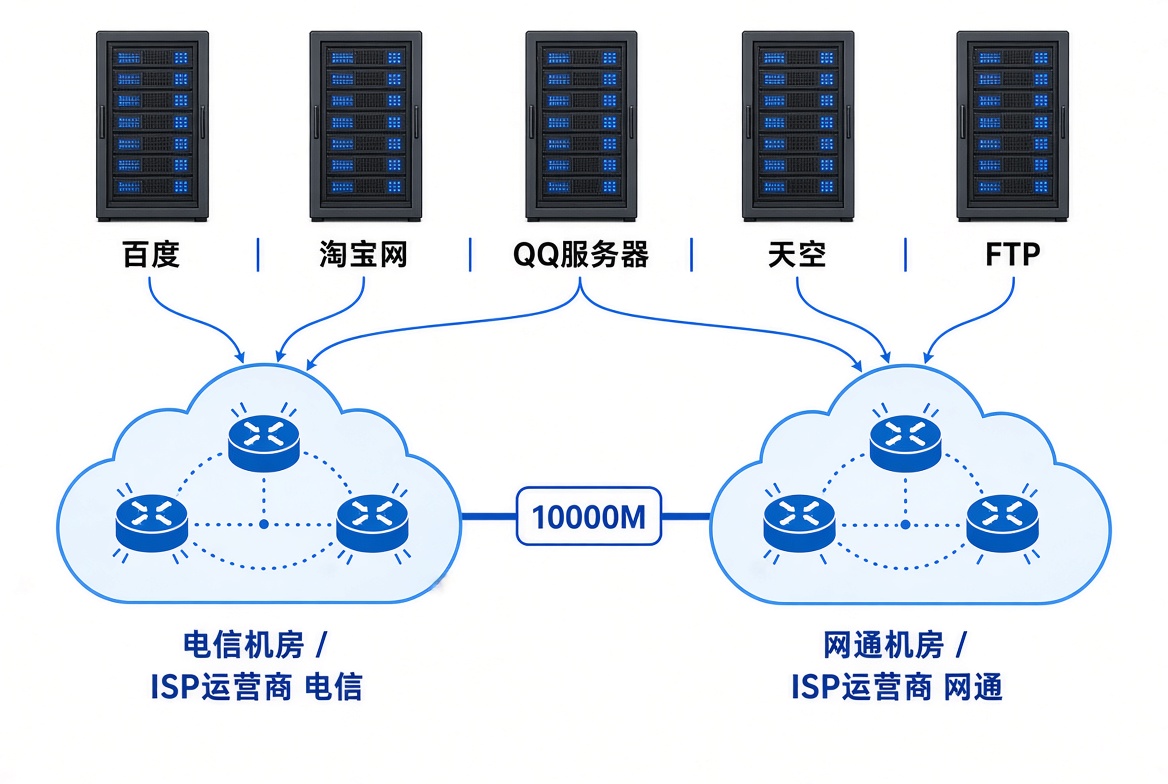 百度 | 淘宝网 | QQ服务器 | 天空 | FTP
10000M
电信机房 /
ISP运营商 电信
网通机房 /
ISP运营商 网通